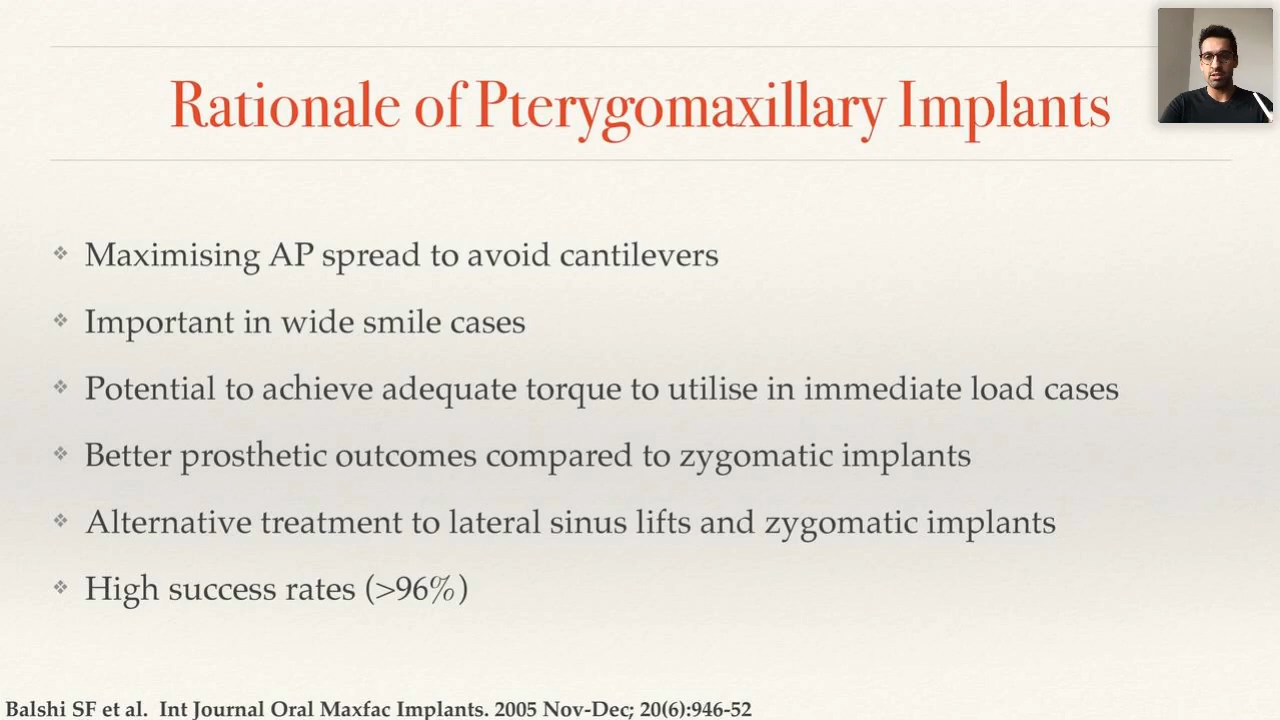 Rationale of Pterygomaxillary Implants
❖ Maximising AP spread to avoid cantilevers
❖ Important in wide smile cases
❖ Potential to achieve adequate torque to utilise in immediate load cases
❖ Better prosthetic outcomes compared to zygomatic implants
❖ Alternative treatment to lateral sinus lifts and zygomatic implants
❖ High success rates (>96%)
Balshi SF et al.  Int Journal Oral Maxfac Implants. 2005 Nov-Dec; 20(6):946-52